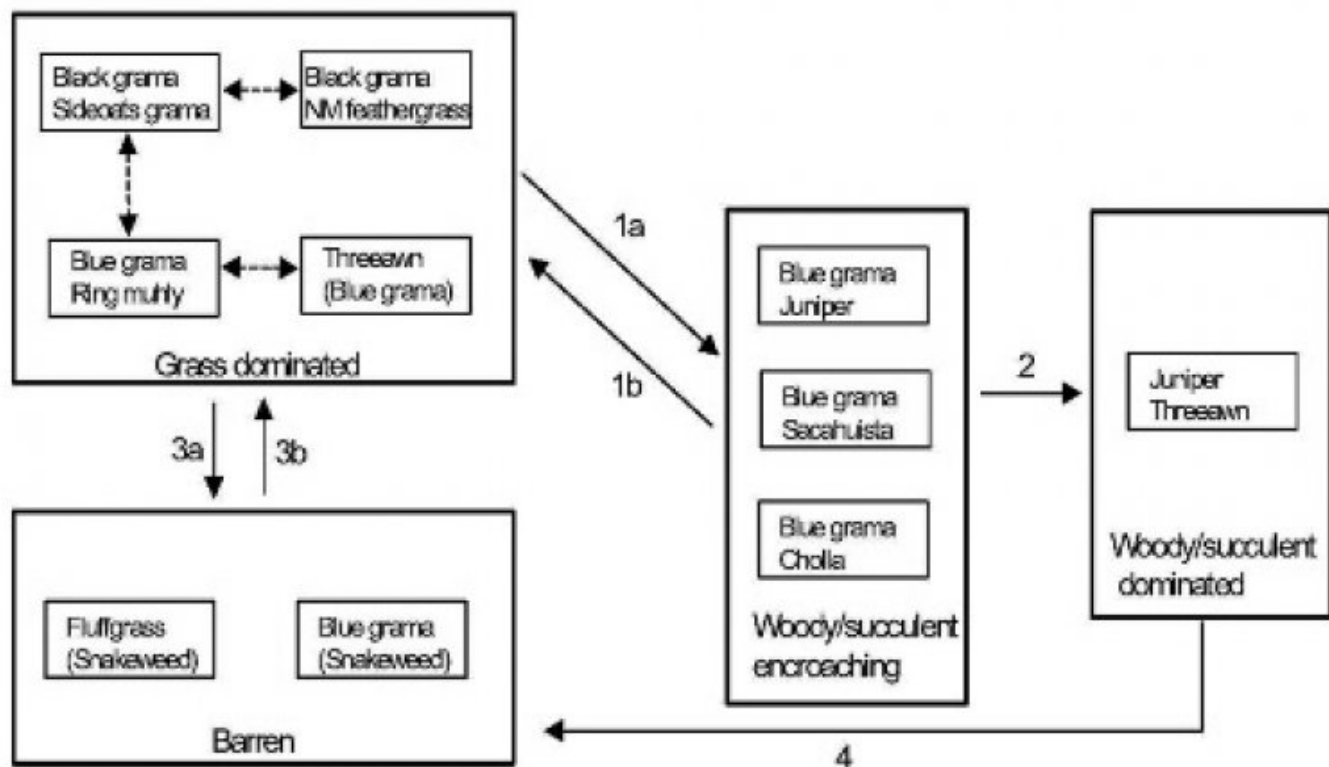 Black grama
Sideoats grama
Black grama
NM feathergrass
Blue grama
Ring muhly
Threeawn
(Blue grama)
Grass dominated
1a
1b
3a
3b
Blue grama
Juniper
Blue grama
Sacahuista
Blue grama
Cholla
Woody/succulent
encroaching
2
Juniper
Threeawn
Woody/succulent
dominated
Fluffgrass
(Snakeweed)
Blue grama
(Snakeweed)
Barren
4